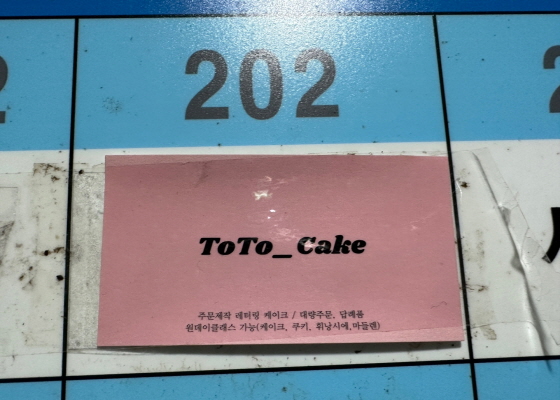 202
ToTo_Cake
주문제작 레터링 케이크 / 대량주문, 답례품
원데이클래스 가능(케이크, 쿠키, 휘낭시에,마들렌)